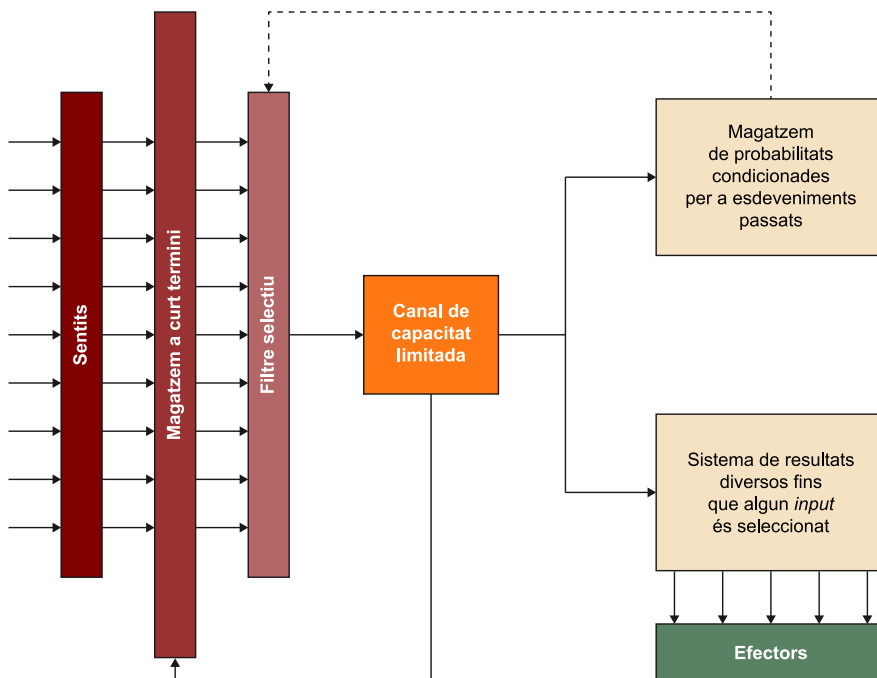 Sentits
Magatzem a curt termini
Filtre selectiu
Canal de
capacitat
limitada
Magatzem
de probabilitats
condicionades
per a esdeveniments
passats
Sistema de resultats
diversos fins
que algun input
és seleccionat
Efectors